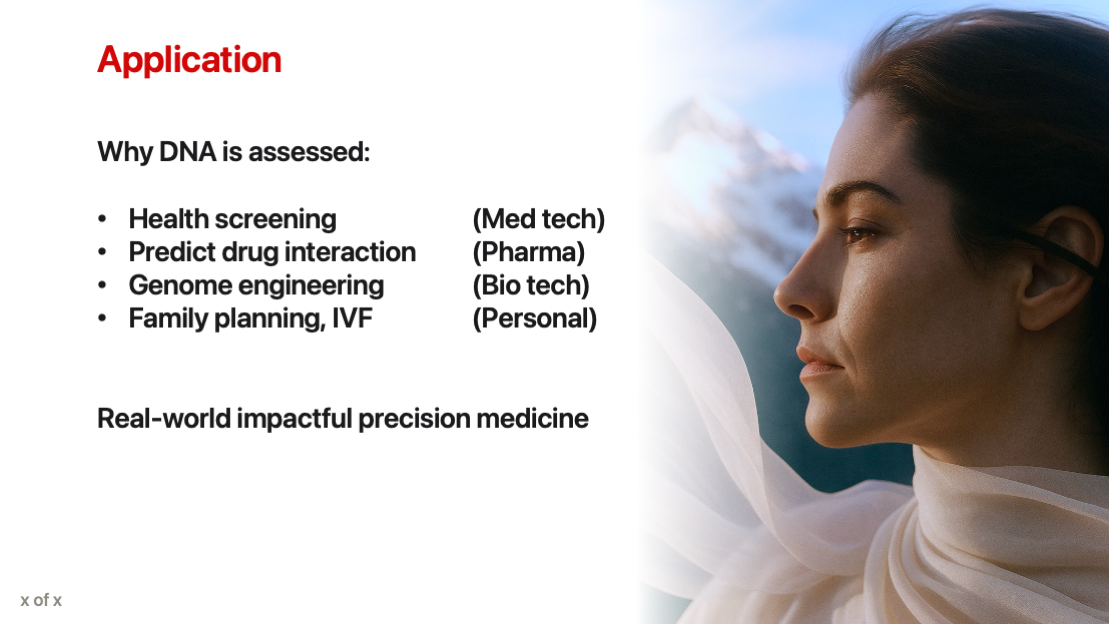 Application
Why DNA is assessed:
• Health screening (Med tech)
• Predict drug interaction (Pharma)
• Genome engineering (Bio tech)
• Family planning, IVF (Personal)
Real-world impactful precision medicine
x of x